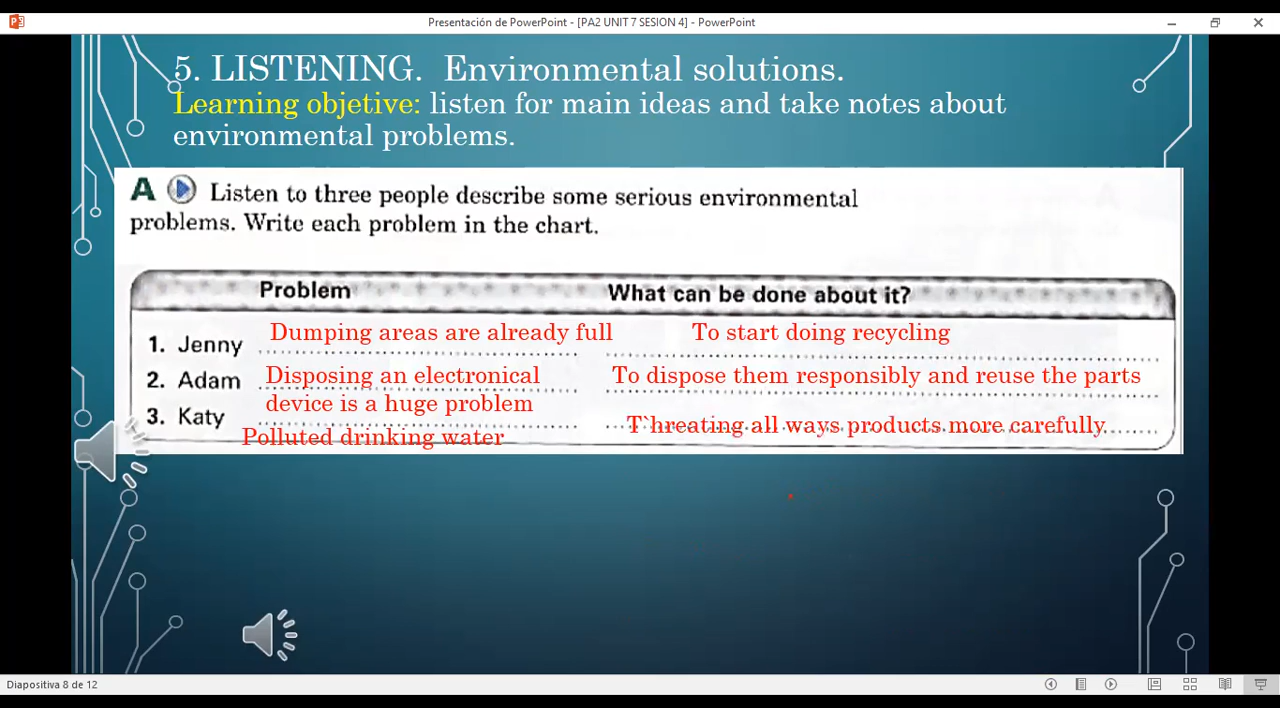 Presentación de PowerPoint - [PA2 UNIT 7 SESION 4] - PowerPoint
5. LISTENING. Environmental solutions.
Learning objetive: listen for main ideas and take notes about
environmental problems.
A Listen to three people describe some serious environmental
problems. Write each problem in the chart.
Problem What can be done about it?
1. Jenny Dumping areas are already full To start doing recycling
2. Adam Disposing an electronical To dispose them responsibly and reuse the parts
device is a huge problem
3. Katy Polluted drinking water T`hreating all ways products more carefully
Diapositiva 8 de 12